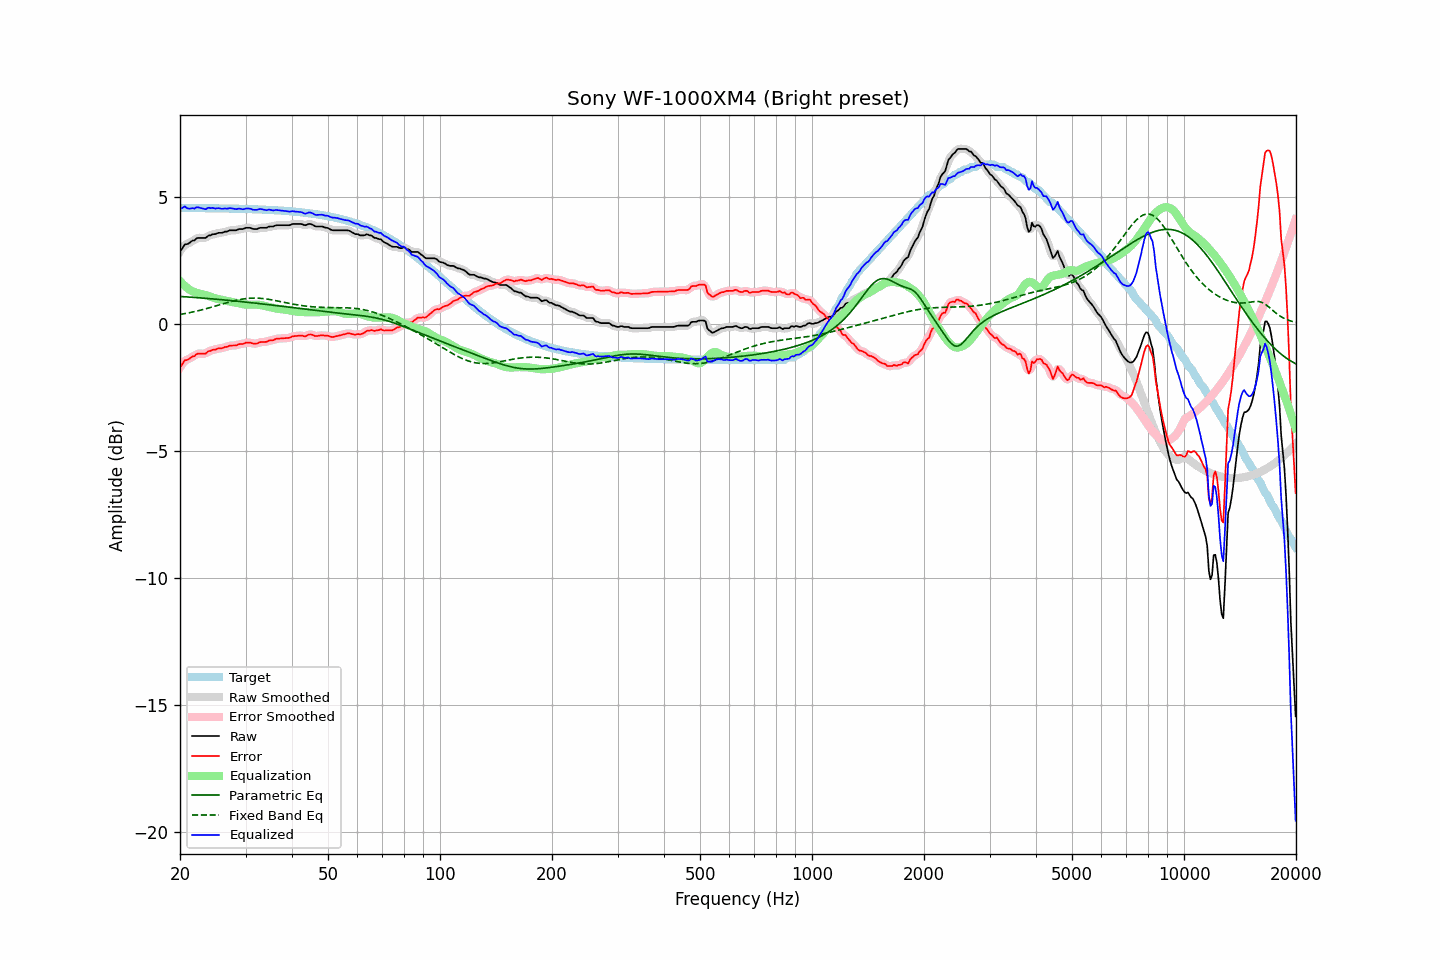 Sony WF-1000XM4 (Bright preset)
Amplitude (dBr)
5
0
−5
−10
−15
−20
Target
Raw Smoothed
Error Smoothed
Raw
Error
Equalization
Parametric Eq
Fixed Band Eq
Equalized
20 50 100 200 500 1000 2000 5000 10000 20000
Frequency (Hz)